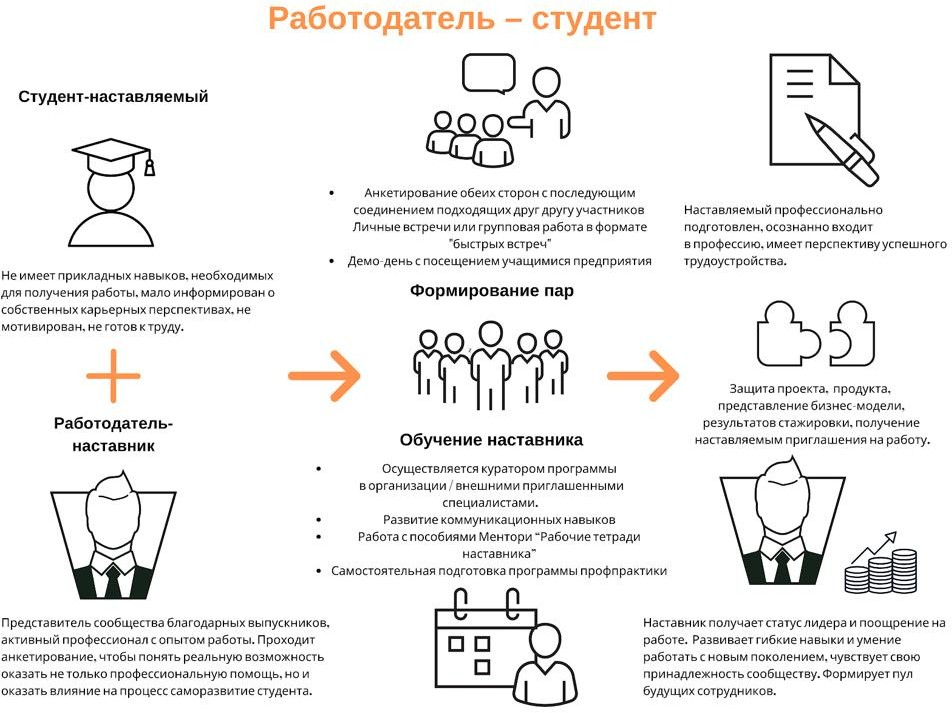 Работодатель – студент
Студент-наставляемый
Не имеет прикладных навыков, необходимых
для получения работы, мало информирован о
собственных карьерных перспективах, не
мотивирован, не готов к труду.
Работодатель-
наставник
Представитель сообщества благодарных выпускников,
активный профессионал с опытом работы. Проходит
анкетирование, чтобы понять реальную возможность
оказать не только профессиональную помощь, но и
оказать влияние на процесс саморазвитие студента.
• Анкетирование обеих сторон с последующим
соединением подходящих друг другу участников
Личные встречи или групповая работа в формате
"быстрых встреч"
• Демо-день с посещением учащимися предприятия
Формирование пар
Обучение наставника
• Осуществляется куратором программы
в организации / внешними приглашенными
специалистами.
• Развитие коммуникационных навыков
• Работа с пособиями Ментори “Рабочие тетради
наставника”
• Самостоятельная подготовка программы профпрактики
Наставляемый профессионально
подготовлен, осознанно входит
в профессию, имеет перспективу успешного
трудоустройства.
Защита проекта, продукта,
представление бизнес-модели,
результатов стажировки, получение
наставляемым приглашения на работу.
Наставник получает статус лидера и поощрение на
работе. Развивает гибкие навыки и умение
работать с новым поколением, чувствует свою
принадлежность сообществу. Формирует пул
будущих сотрудников.